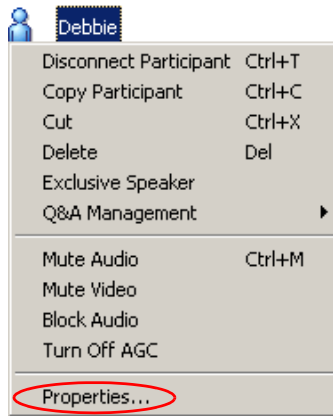 Debbie
Disconnect Participant Ctrl+T
Copy Participant Ctrl+C
Cut Ctrl+X
Delete Del
Exclusive Speaker
Q&A Management
Mute Audio Ctrl+M
Mute Video
Block Audio
Turn Off AGC
Properties...